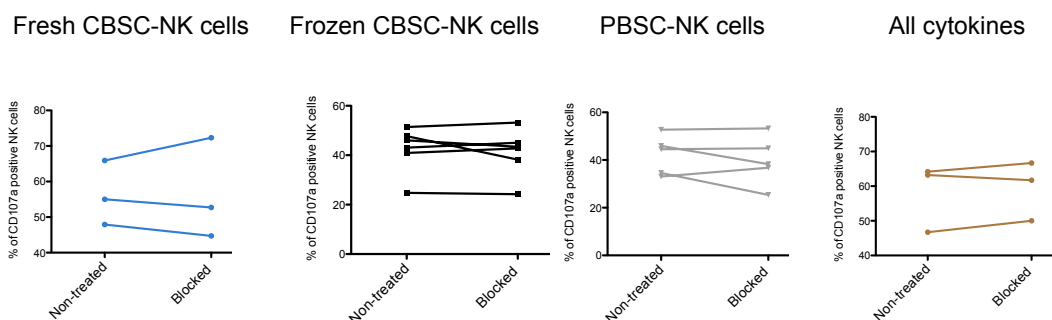 Fresh CBSC-NK cells
% of CD107a positive NK cells
80
70
60
50
40
Non-treated
Blocked
Frozen CBSC-NK cells
% of CD107a positive NK cells
60
40
20
0
Non-treated
Blocked
PBSC-NK cells
% of CD107a positive NK cells
60
40
20
0
Non-treated
Blocked
All cytokines
% of CD107a positive NK cells
80
70
60
50
40
Non-treated
Blocked